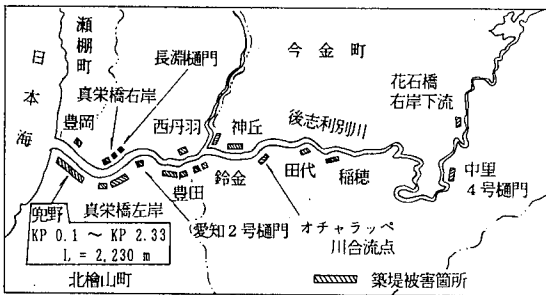 日本海
瀬棚町
長淵樋門
真栄橋右岸
豊岡
西丹羽
神丘
今金町
後志利別川
花石橋
右岸下流
中里
4号樋門
稲穂
田代
鈴金
豊田
兜野
KP 0.1 ～ KP 2.33
L = 2,230 m
真栄橋左岸
愛知2号樋門
オチャラッペ
川合流点
北檜山町
築堤被害箇所